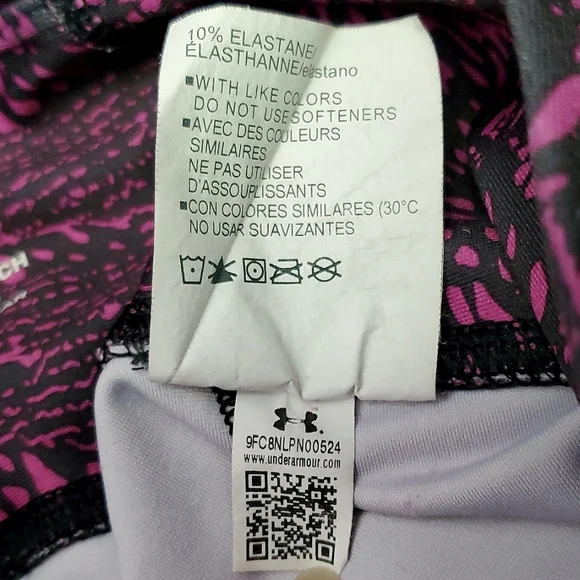 10% ELASTANE/
ÉLASTHANNE/elastano
■WITH LIKE COLORS
DO NOT USE SOFTENERS
■AVEC DES COULEURS
SIMILAIRES
NE PAS UTILISER
D'ASSOUPLISSANTS
■CON COLORES SIMILARES (30°C
NO USAR SUAVIZANTES
9FC8NLPN00524
www.underarmour.com